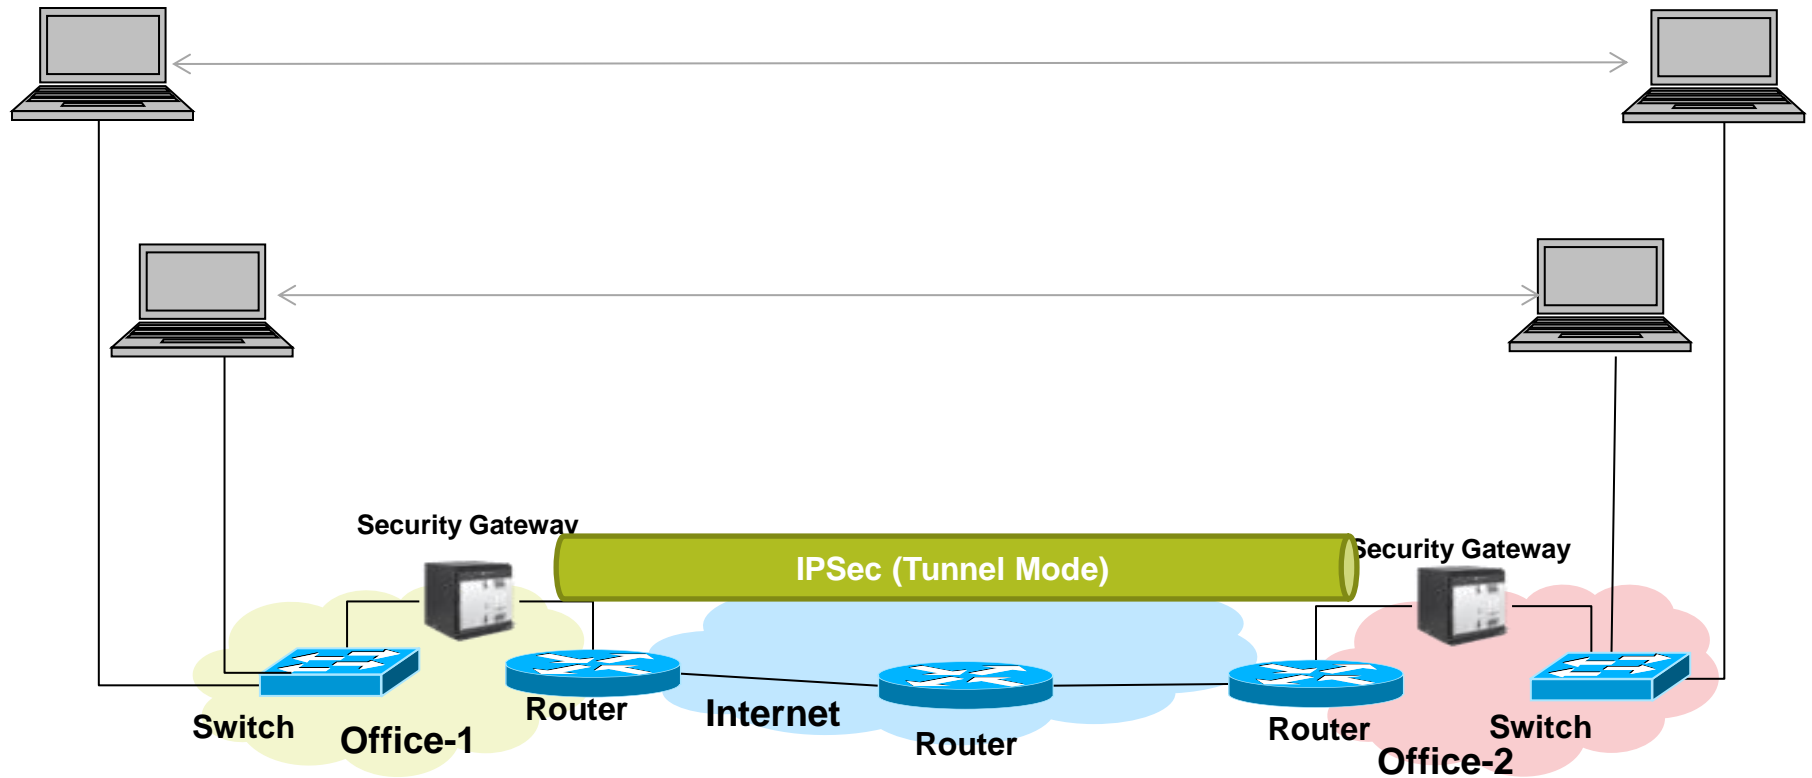 Security Gateway
IPSec (Tunnel Mode)
Security Gateway
Switch
Office-1
Router
Internet
Router
Router
Office-2
Switch